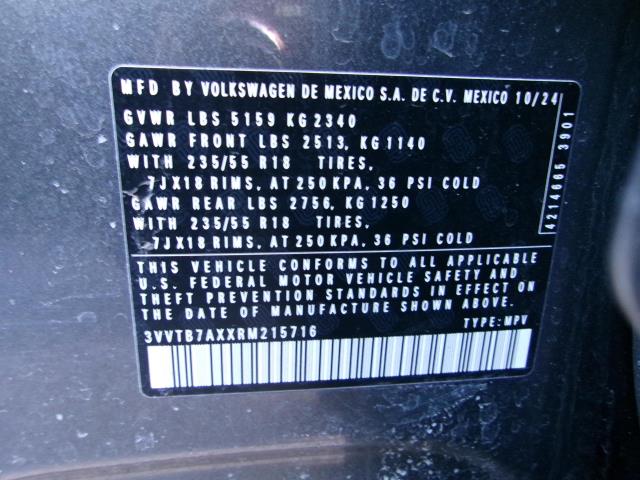 MFD BY VOLKSWAGEN DE MEXICO S.A. DE C.V. MEXICO 10/24
GVWR LBS 5159 KG 2340
GAWR FRONT LBS 2513, KG 1140
WITH 235/55 R18 TIRES,
7JX18 RIMS, AT 250 KPA, 36 PSI COLD
GAWR REAR LBS 2756, KG 1250
WITH 235/55 R18 TIRES,
7JX18 RIMS, AT 250 KPA, 36 PSI COLD
THIS VEHICLE CONFORMS TO ALL APPLICABLE
U.S. FEDERAL MOTOR VEHICLE SAFETY AND
THEFT PREVENTION STANDARDS IN EFFECT ON
THE DATE OF MANUFACTURE SHOWN ABOVE.
3VVTB7AXXRM215716 TYPE: MPV
4214665 3901